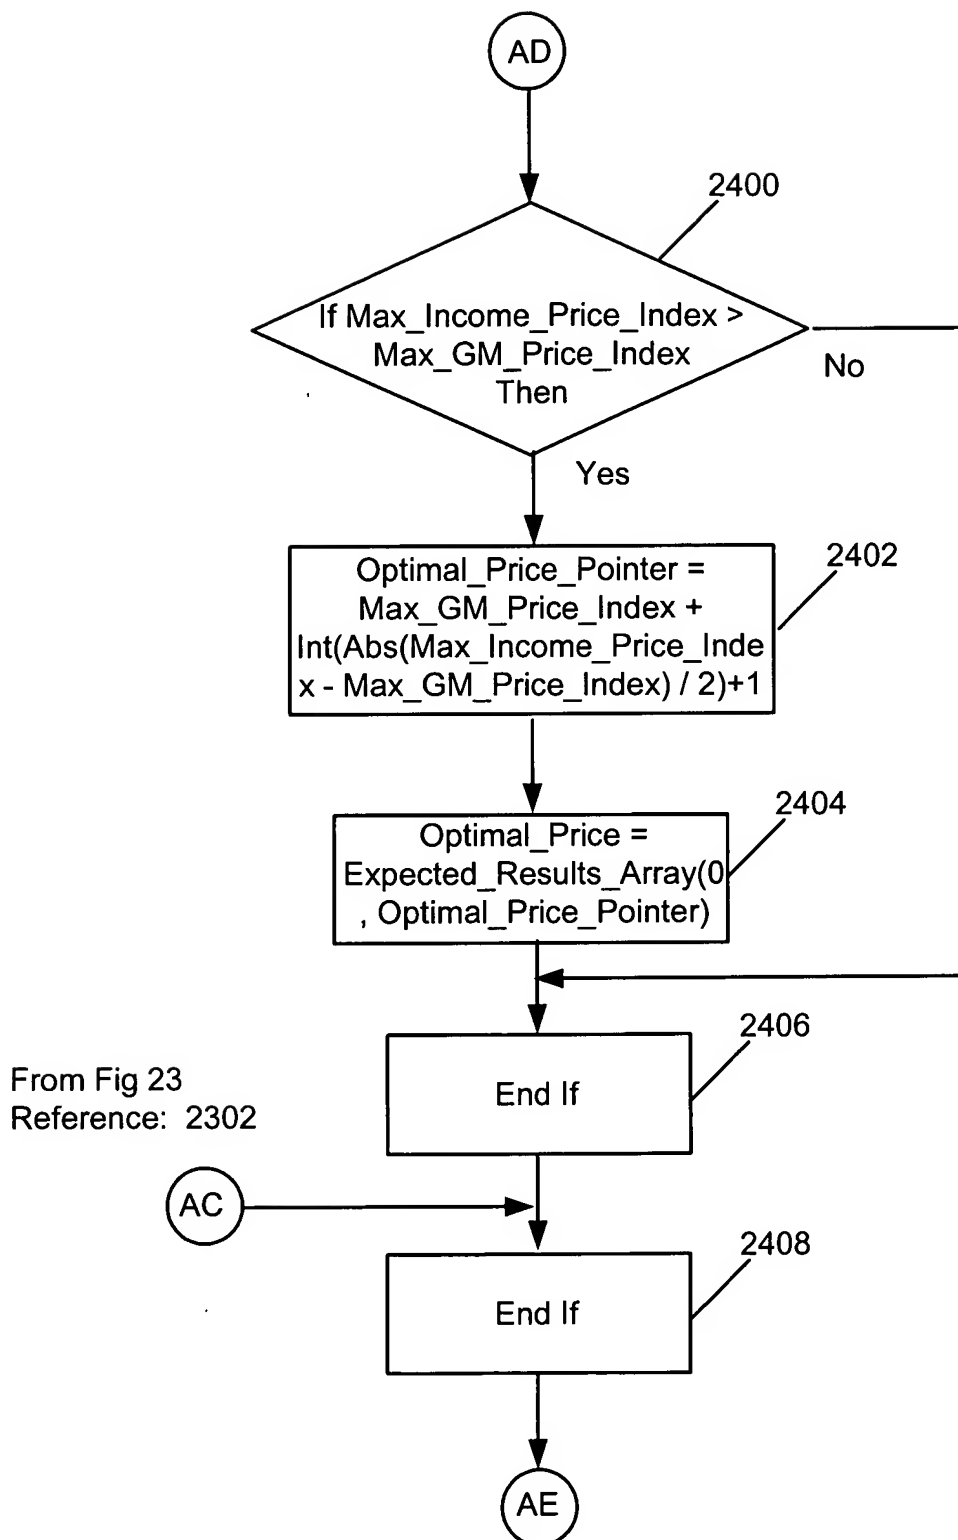 AD
2400
If Max_Income_Price_Index >
Max_GM_Price_Index
Then
No
Yes
2402
Optimal_Price_Pointer =
Max_GM_Price_Index +
Int(Abs(Max_Income_Price_Inde
x - Max_GM_Price_Index) / 2)+1
2404
Optimal_Price =
Expected_Results_Array(0
, Optimal_Price_Pointer)
2406
End If
From Fig 23
Reference: 2302
AC
2408
End If
AE